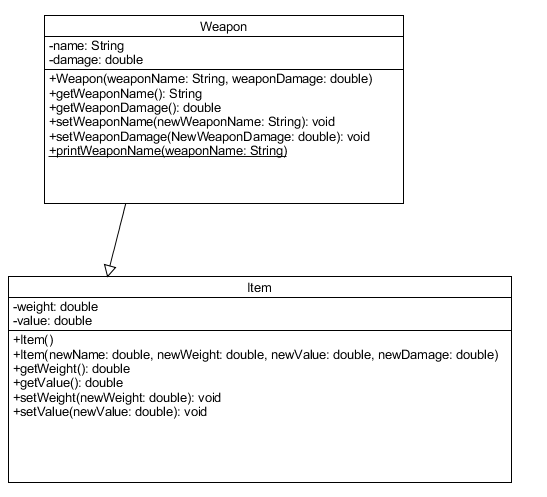 Weapon
-name: String
-damage: double
+Weapon(weaponName: String, weaponDamage: double)
+getWeaponName(): String
+getWeaponDamage(): double
+setWeaponName(newWeaponName: String): void
+setWeaponDamage(NewWeaponDamage: double): void
+printWeaponName(weaponName: String)
Item
-weight: double
-value: double
+Item()
+Item(newName: double, newWeight: double, newValue: double, newDamage: double)
+getWeight(): double
+getValue(): double
+setWeight(newWeight: double): void
+setValue(newValue: double): void